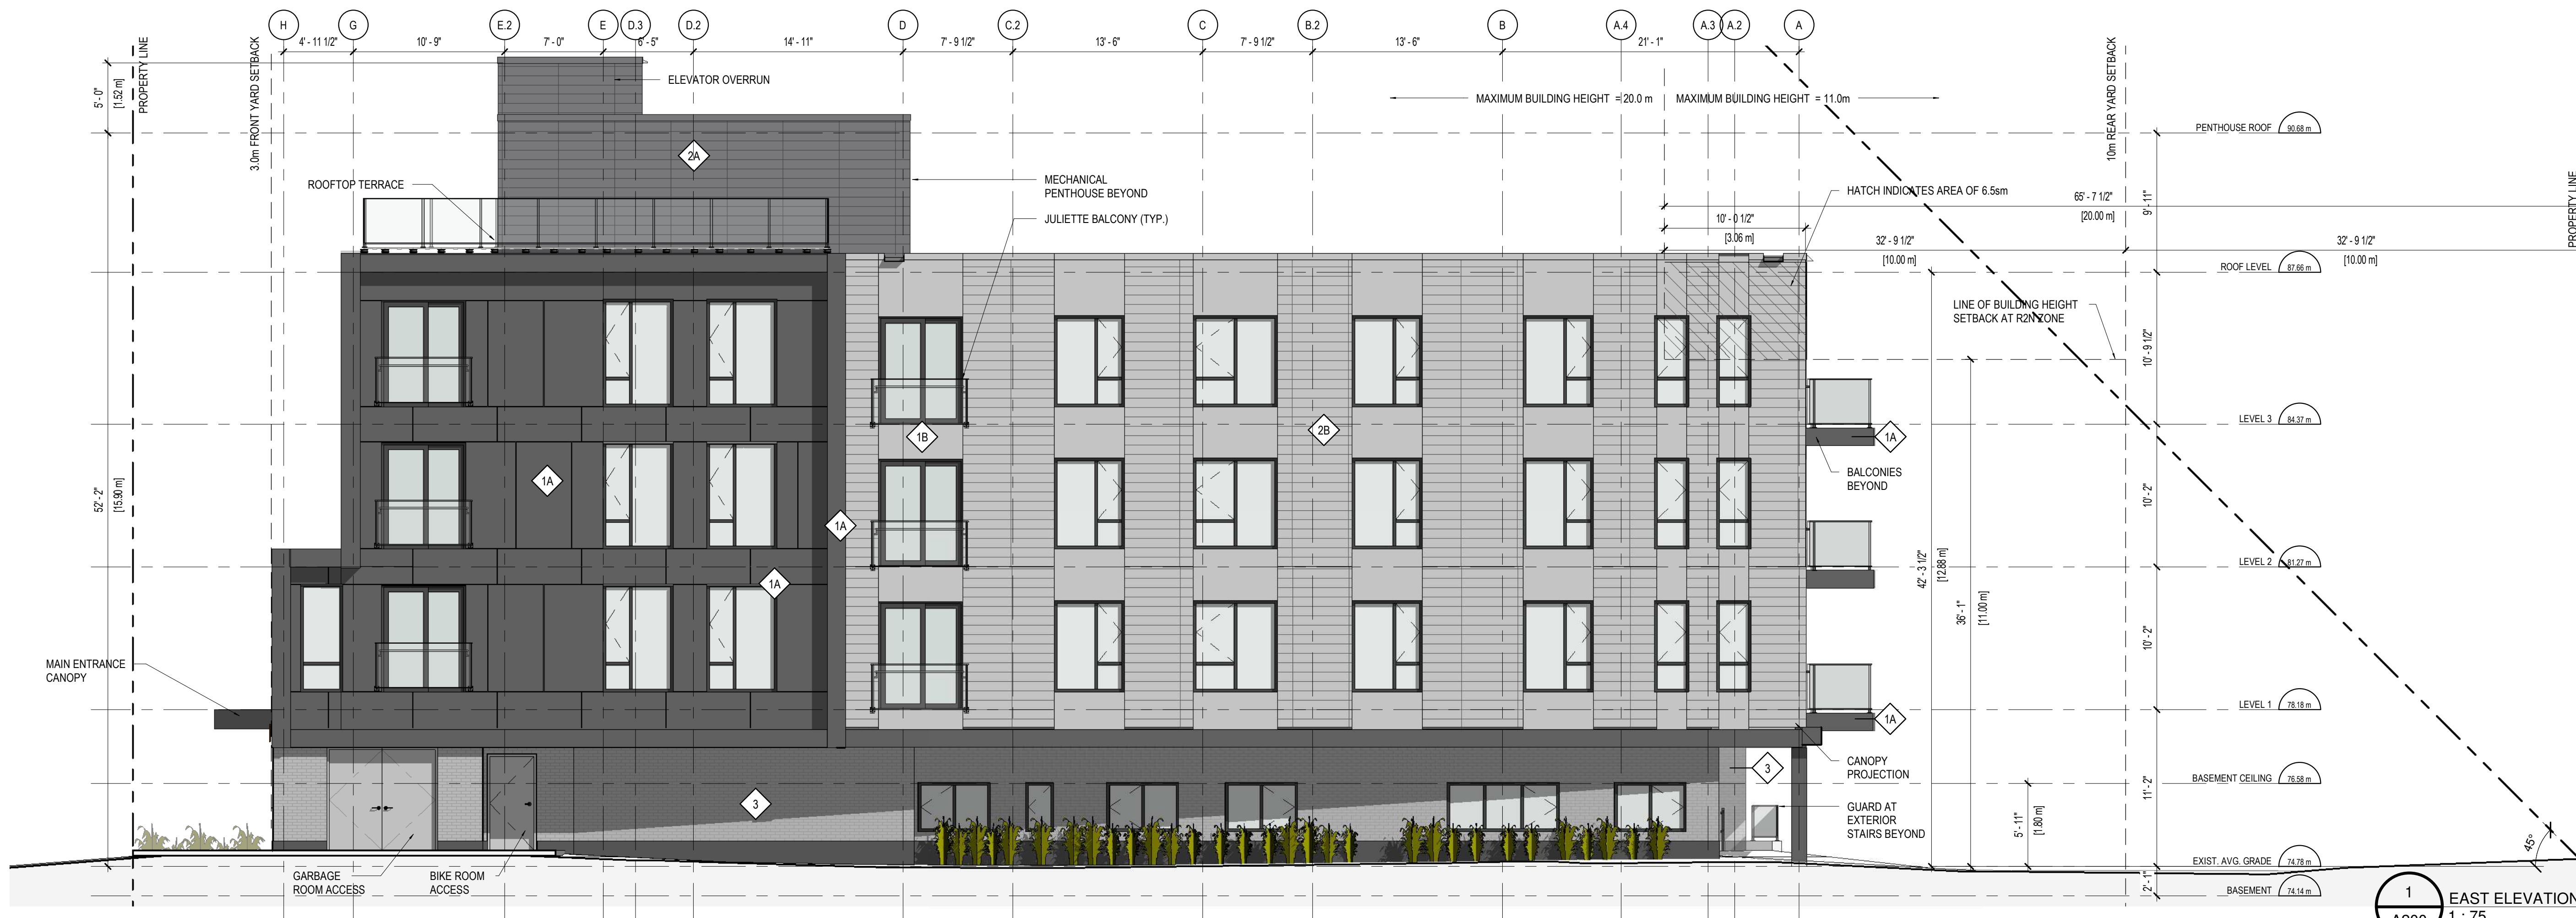 H
G
E.2
E
D.3
D.2
D
C.2
C
B.2
B
A.4
A.3
A.2
A
4' - 11 1/2"
10' - 9"
7' - 0"
6' - 5"
14' - 11"
7' - 9 1/2"
13' - 6"
7' - 9 1/2"
13' - 6"
21' - 1"
PROPERTY LINE
3.0m FRONT YARD SETBACK
5' - 0"
[1.52 m]
52' - 2"
[15.90 m]
ELEVATOR OVERRUN
2A
ROOFTOP TERRACE
MECHANICAL
PENTHOUSE BEYOND
JULIETTE BALCONY (TYP.)
MAXIMUM BUILDING HEIGHT = 20.0 m
MAXIMUM BUILDING HEIGHT = 11.0m
10m REAR YARD SETBACK
PROPERTY LINE
HATCH INDICATES AREA OF 6.5sm
65' - 7 1/2"
[20.00 m]
10' - 0 1/2"
[3.06 m]
32' - 9 1/2"
[10.00 m]
32' - 9 1/2"
[10.00 m]
LINE OF BUILDING HEIGHT
SETBACK AT R2N ZONE
PENTHOUSE ROOF
90.68 m
9' - 11"
ROOF LEVEL
87.66 m
10' - 9 1/2"
LEVEL 3
84.37 m
10' - 2"
LEVEL 2
81.27 m
10' - 2"
LEVEL 1
78.18 m
11' - 2"
BASEMENT CEILING
76.58 m
EXIST. AVG. GRADE
74.78 m
2' - 1"
BASEMENT
74.14 m
42' - 3 1/2"
[12.88 m]
36' - 1"
[11.00 m]
5' - 11"
[1.80 m]
1B
2B
1A
1A
1A
1A
BALCONIES
BEYOND
1A
MAIN ENTRANCE
CANOPY
CANOPY
PROJECTION
3
3
GUARD AT
EXTERIOR
STAIRS BEYOND
GARBAGE
ROOM ACCESS
BIKE ROOM
ACCESS
45°
1
EAST ELEVATION
1 : 75